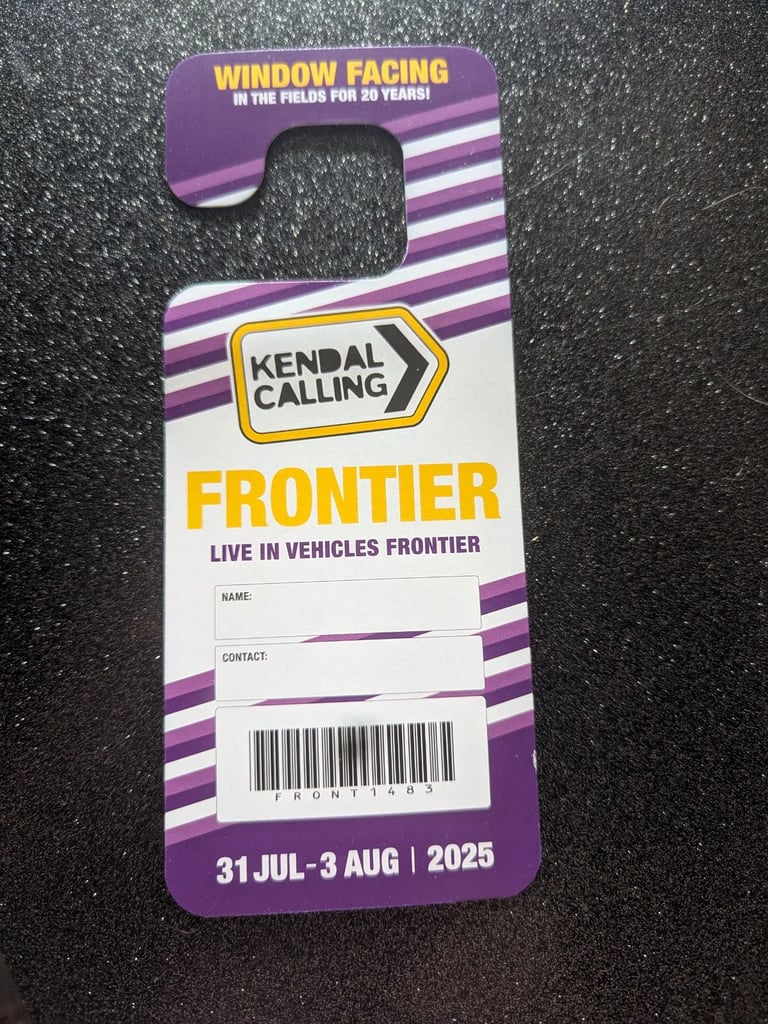 WINDOW FACING
IN THE FIELDS FOR 20 YEARS!
KENDAL
CALLING
FRONTIER
LIVE IN VEHICLES FRONTIER
NAME:
CONTACT:
FRONT1483
31 JUL-3 AUG | 2025